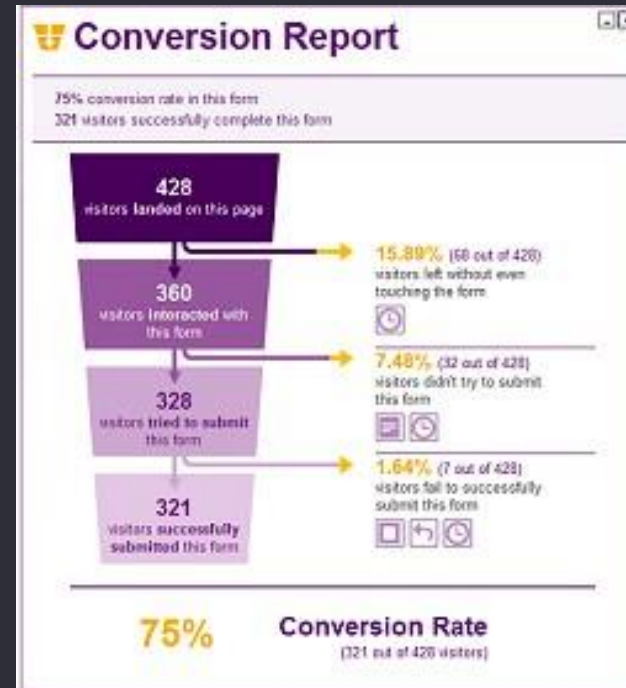 Conversion Report
75% conversion rate in this form
321 visitors successfully complete this form
428
visitors landed on this page
15.89% (68 out of 428)
visitors left without even
touching the form
360
visitors interacted with
this form
7.48% (32 out of 428)
visitors didn't try to submit
this form
328
visitors tried to submit
this form
1.64% (7 out of 428)
visitors fail to successfully
submit this form
321
visitors successfully
submitted this form
75%
Conversion Rate
(321 out of 428 visitors)